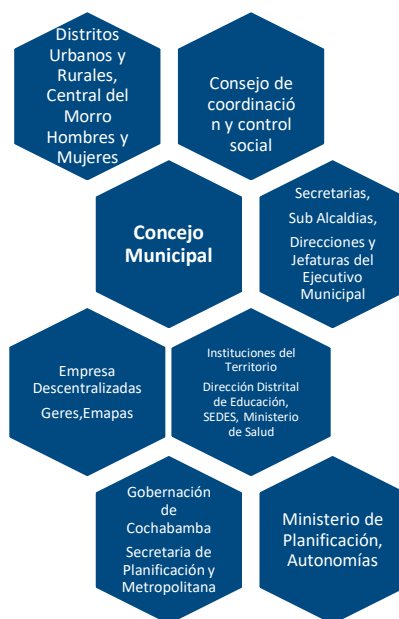 Distritos
Urbanos y
Rurales,
Central del
Morro
Hombres y
Mujeres
Consejo de
coordinació
n y control
social
Concejo
Municipal
Secretarias,
Sub Alcaldias,
Direcciones y
Jefaturas del
Ejecutivo
Municipal
Empresa
Descentralizadas
Geres,Emapas
Instituciones del
Territorio
Dirección Distrital
de Educación,
SEDES, Ministerio
de Salud
Gobernación
de
Cochabamba
Secretaria de
Planificación y
Metropolitana
Ministerio de
Planificación,
Autonomías